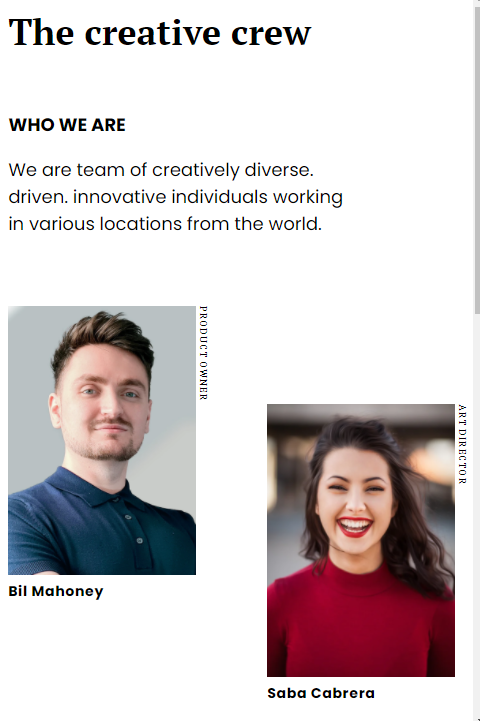 The creative crew
WHO WE ARE
We are team of creatively diverse.
driven. innovative individuals working
in various locations from the world.
PRODUCT OWNER
Bil Mahoney
ART DIRECTOR
Saba Cabrera